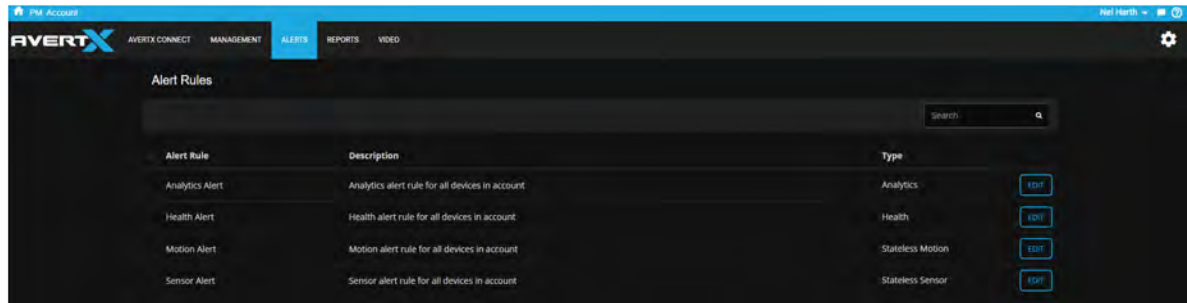 PM Account Nel Harth
AVERTX AVERTX CONNECT MANAGEMENT ALERTS REPORTS VIDEO
Alert Rules
Search
Alert Rule Description Type
Analytics Alert Analytics alert rule for all devices in account Analytics EDIT
Health Alert Health alert rule for all devices in account Health EDIT
Motion Alert Motion alert rule for all devices in account Stateless Motion EDIT
Sensor Alert Sensor alert rule for all devices in account Stateless Sensor EDIT